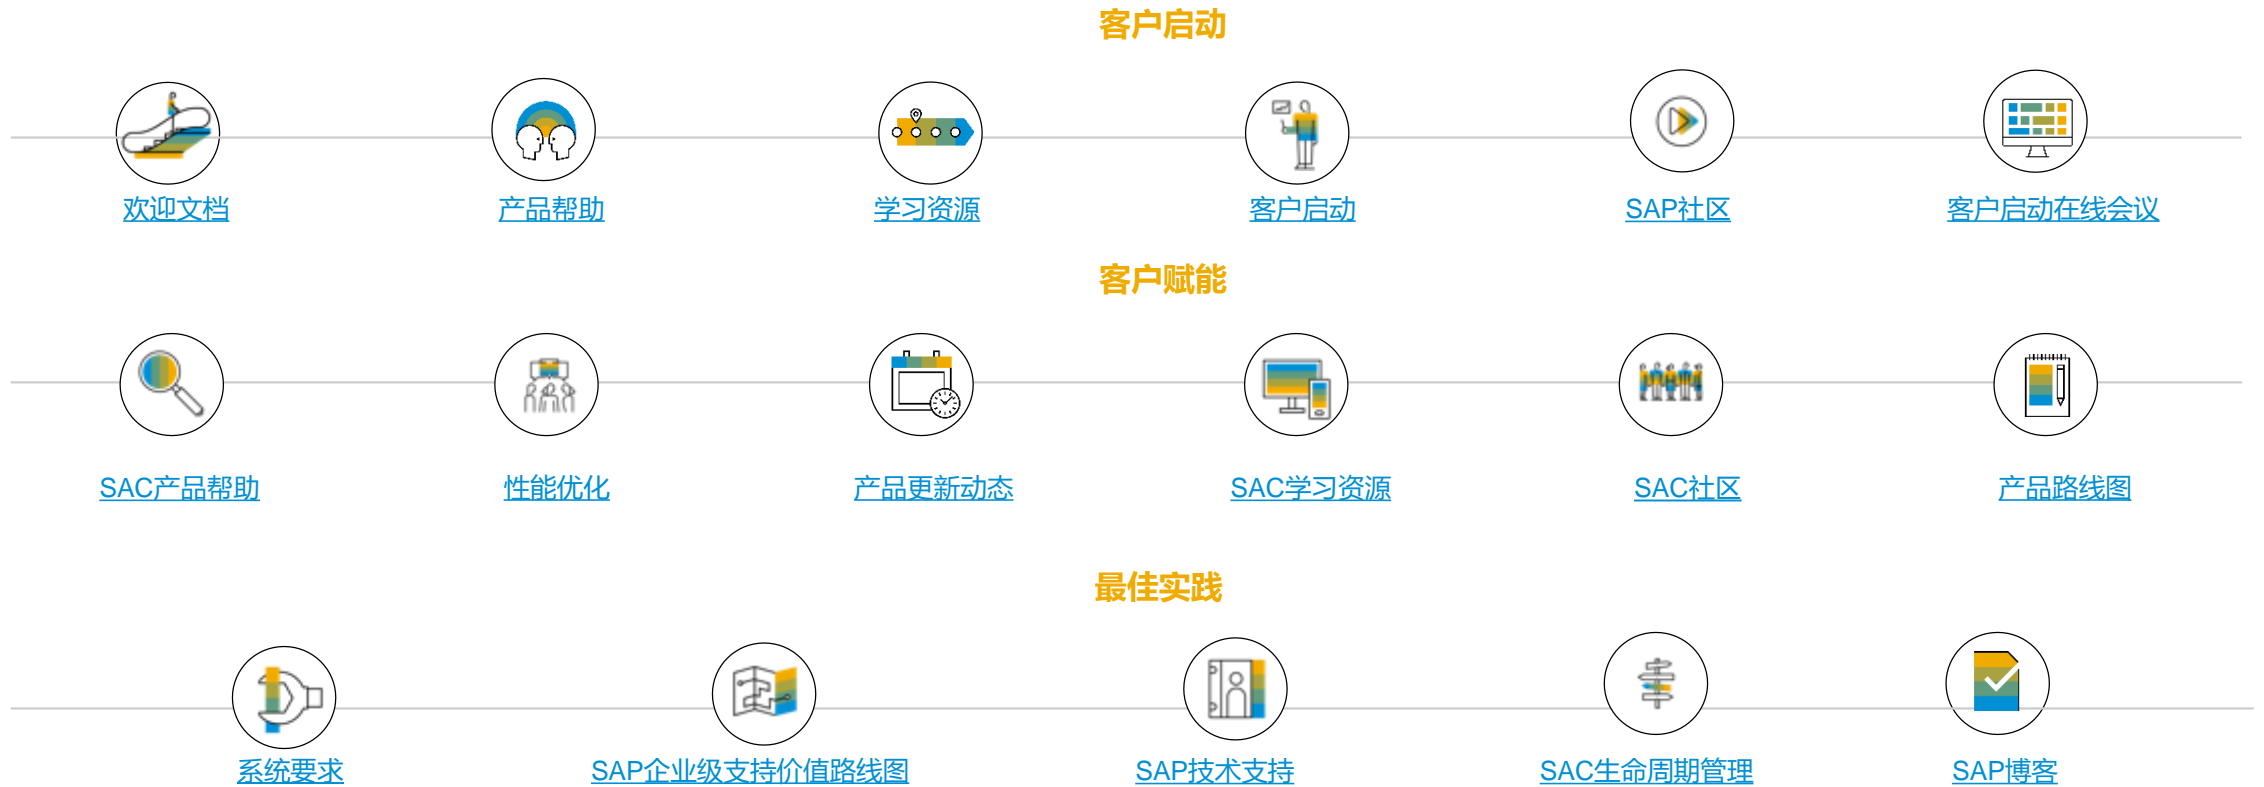 客户启动
欢迎文档
产品帮助
学习资源
客户启动
SAP社区
客户启动在线会议
客户赋能
SAC产品帮助
性能优化
产品更新动态
SAC学习资源
SAC社区
产品路线图
最佳实践
系统要求
SAP企业级支持价值路线图
SAP技术支持
SAC生命周期管理
SAP博客